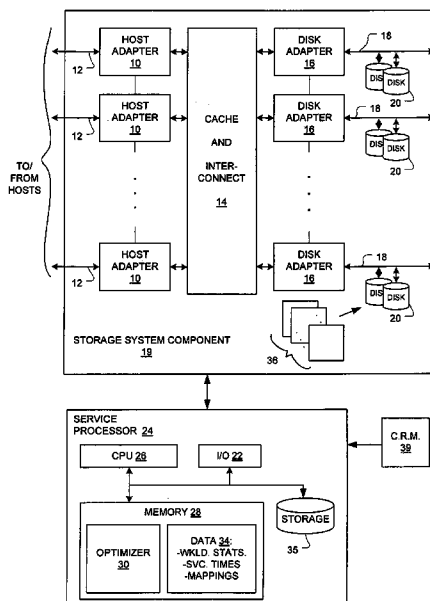 HOST
ADAPTER
10
12
DISK
ADAPTER
16
18
DIS
DISK
20
HOST
ADAPTER
10
12
DISK
ADAPTER
16
18
DIS
DISK
20
CACHE
AND
INTER-
CONNECT
14
TO/
FROM
HOSTS
HOST
ADAPTER
10
12
DISK
ADAPTER
16
18
DIS
DISK
20
36
STORAGE SYSTEM COMPONENT
19
SERVICE
PROCESSOR 24
CPU 26
I/O 22
C.R.M.
39
MEMORY 28
OPTIMIZER
30
DATA 34:
-WKLD. STATS.
-SVC. TIMES
-MAPPINGS
STORAGE
35